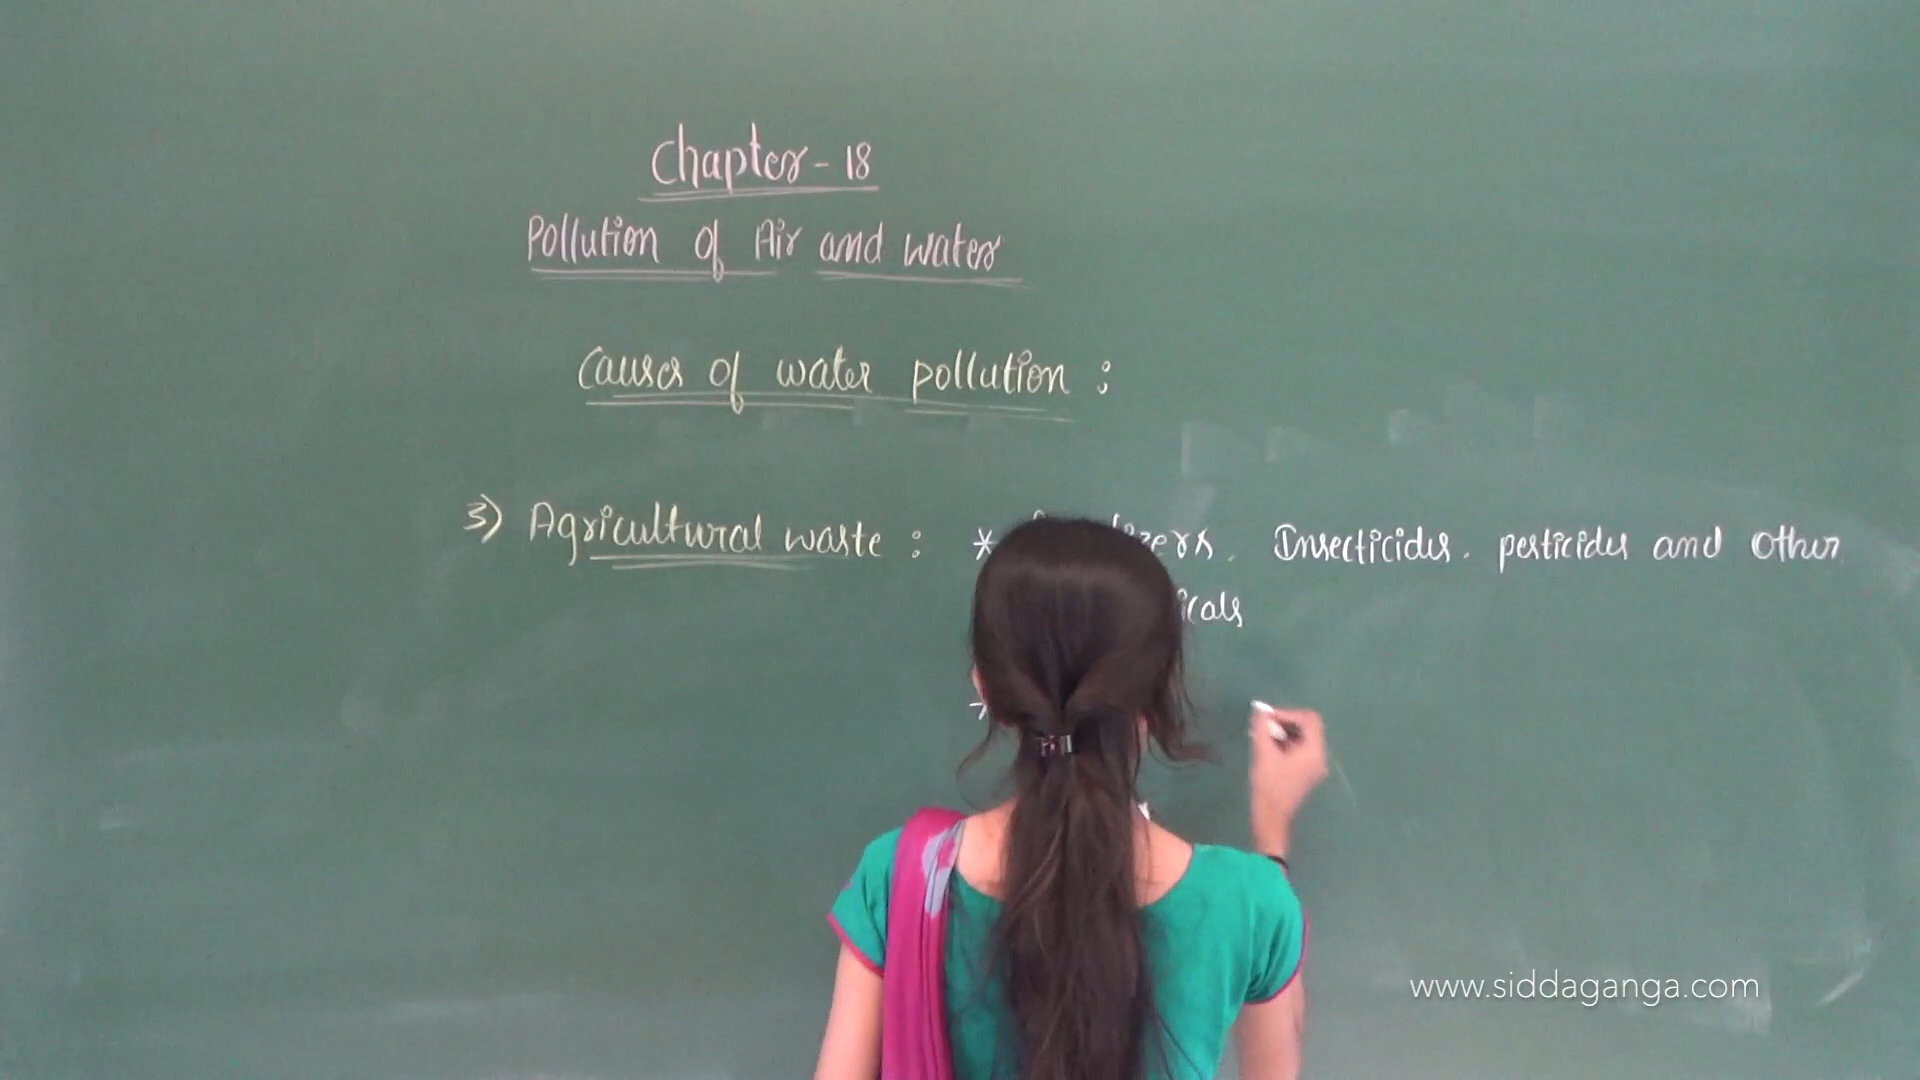 Chapter - 18
Pollution of Air and water
Causes of water pollution :
3) Agricultural waste : * Insecticides. pesticides and other
*
www.siddaganga.com